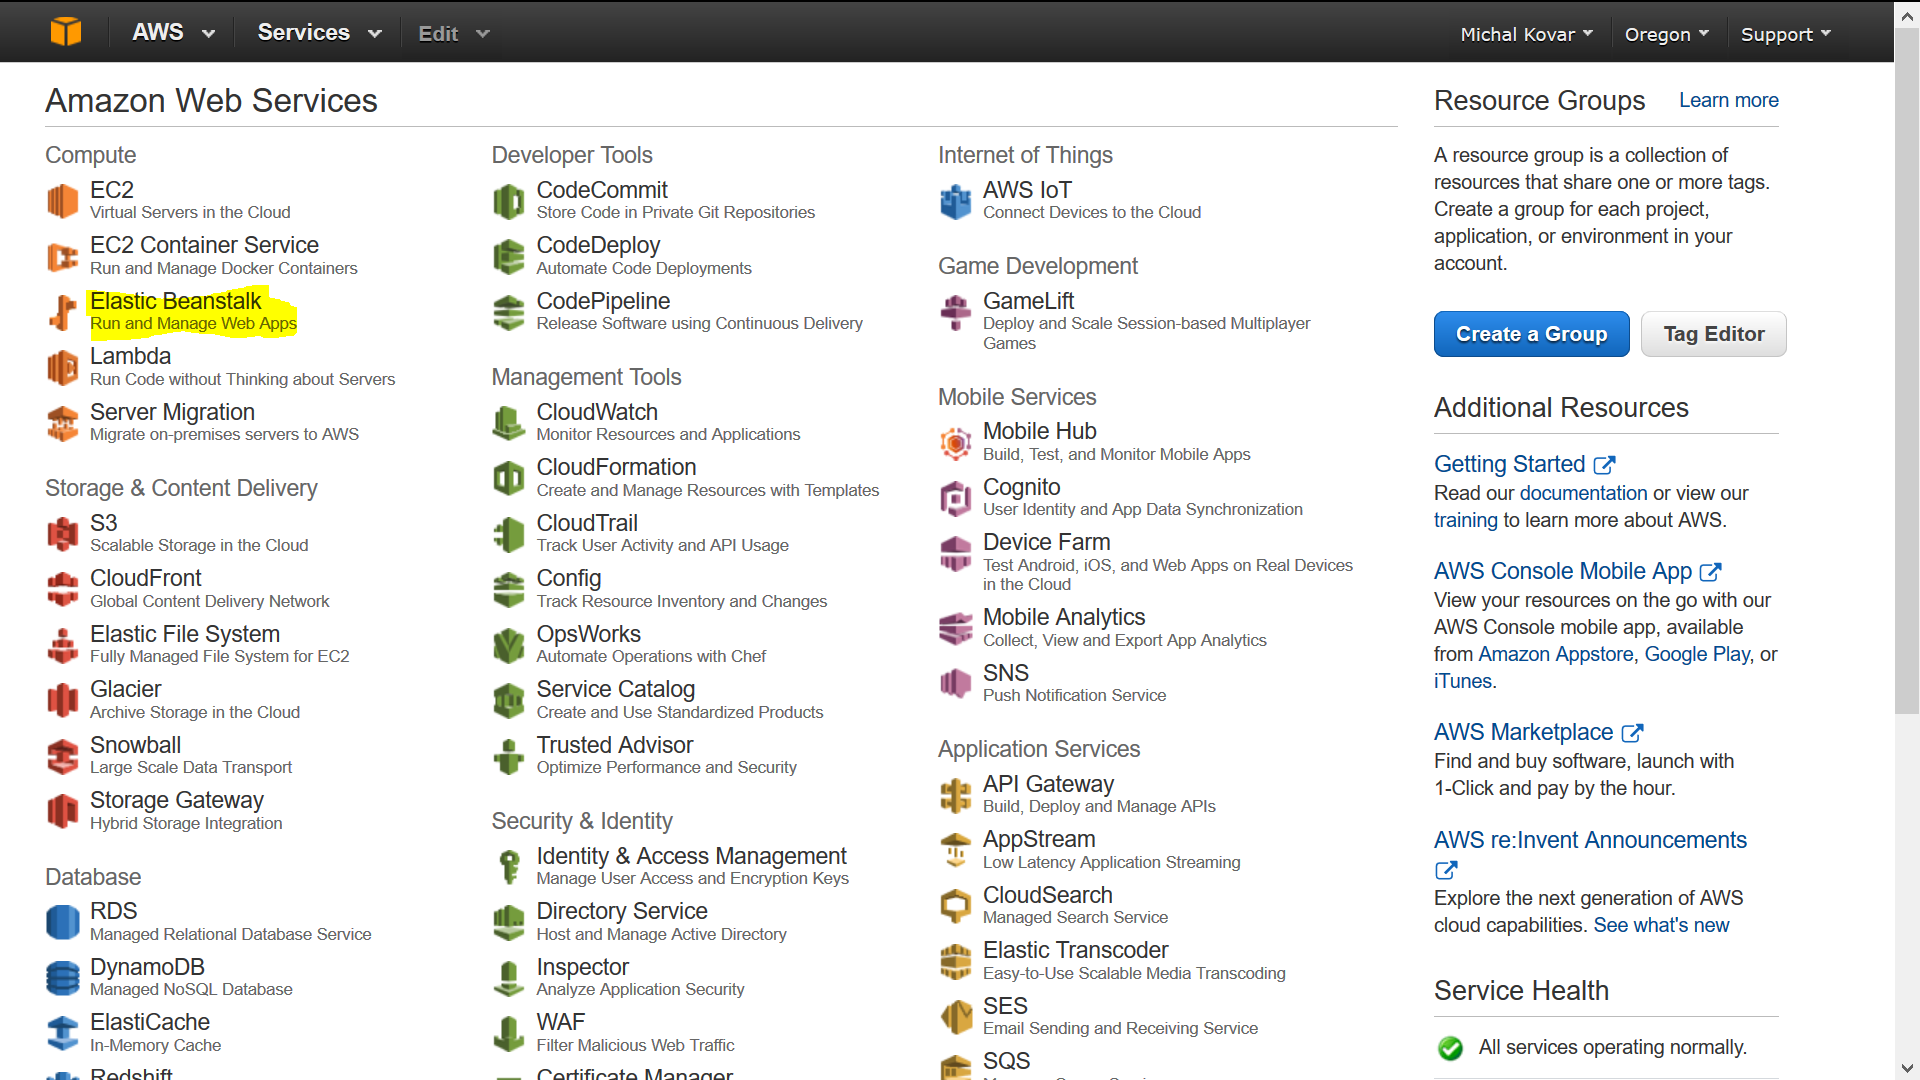 AWS
Services
Edit
Michal Kovar
Oregon
Support
Amazon Web Services
Compute
EC2
Virtual Servers in the Cloud
EC2 Container Service
Run and Manage Docker Containers
Elastic Beanstalk
Run and Manage Web Apps
Lambda
Run Code without Thinking about Servers
Server Migration
Migrate on-premises servers to AWS
Storage & Content Delivery
S3
Scalable Storage in the Cloud
CloudFront
Global Content Delivery Network
Elastic File System
Fully Managed File System for EC2
Glacier
Archive Storage in the Cloud
Snowball
Large Scale Data Transport
Storage Gateway
Hybrid Storage Integration
Database
RDS
Managed Relational Database Service
DynamoDB
Managed NoSQL Database
ElastiCache
In-Memory Cache
Redshift
Developer Tools
CodeCommit
Store Code in Private Git Repositories
CodeDeploy
Automate Code Deployments
CodePipeline
Release Software using Continuous Delivery
Management Tools
CloudWatch
Monitor Resources and Applications
CloudFormation
Create and Manage Resources with Templates
CloudTrail
Track User Activity and API Usage
Config
Track Resource Inventory and Changes
OpsWorks
Automate Operations with Chef
Service Catalog
Create and Use Standardized Products
Trusted Advisor
Optimize Performance and Security
Security & Identity
Identity & Access Management
Manage User Access and Encryption Keys
Directory Service
Host and Manage Active Directory
Inspector
Analyze Application Security
WAF
Filter Malicious Web Traffic
Certificate Manager
Internet of Things
AWS IoT
Connect Devices to the Cloud
Game Development
GameLift
Deploy and Scale Session-based Multiplayer
Games
Mobile Services
Mobile Hub
Build, Test, and Monitor Mobile Apps
Cognito
User Identity and App Data Synchronization
Device Farm
Test Android, iOS, and Web Apps on Real Devices
in the Cloud
Mobile Analytics
Collect, View and Export App Analytics
SNS
Push Notification Service
Application Services
API Gateway
Build, Deploy and Manage APIs
AppStream
Low Latency Application Streaming
CloudSearch
Managed Search Service
Elastic Transcoder
Easy-to-Use Scalable Media Transcoding
SES
Email Sending and Receiving Service
SQS
Resource Groups
Learn more
A resource group is a collection of
resources that share one or more tags.
Create a group for each project,
application, or environment in your
account.
Create a Group
Tag Editor
Additional Resources
Getting Started
Read our documentation or view our
training to learn more about AWS.
AWS Console Mobile App
View your resources on the go with our
AWS Console mobile app, available
from Amazon Appstore, Google Play, or
iTunes.
AWS Marketplace
Find and buy software, launch with
1-Click and pay by the hour.
AWS re:Invent Announcements
Explore the next generation of AWS
cloud capabilities. See what's new
Service Health
All services operating normally.